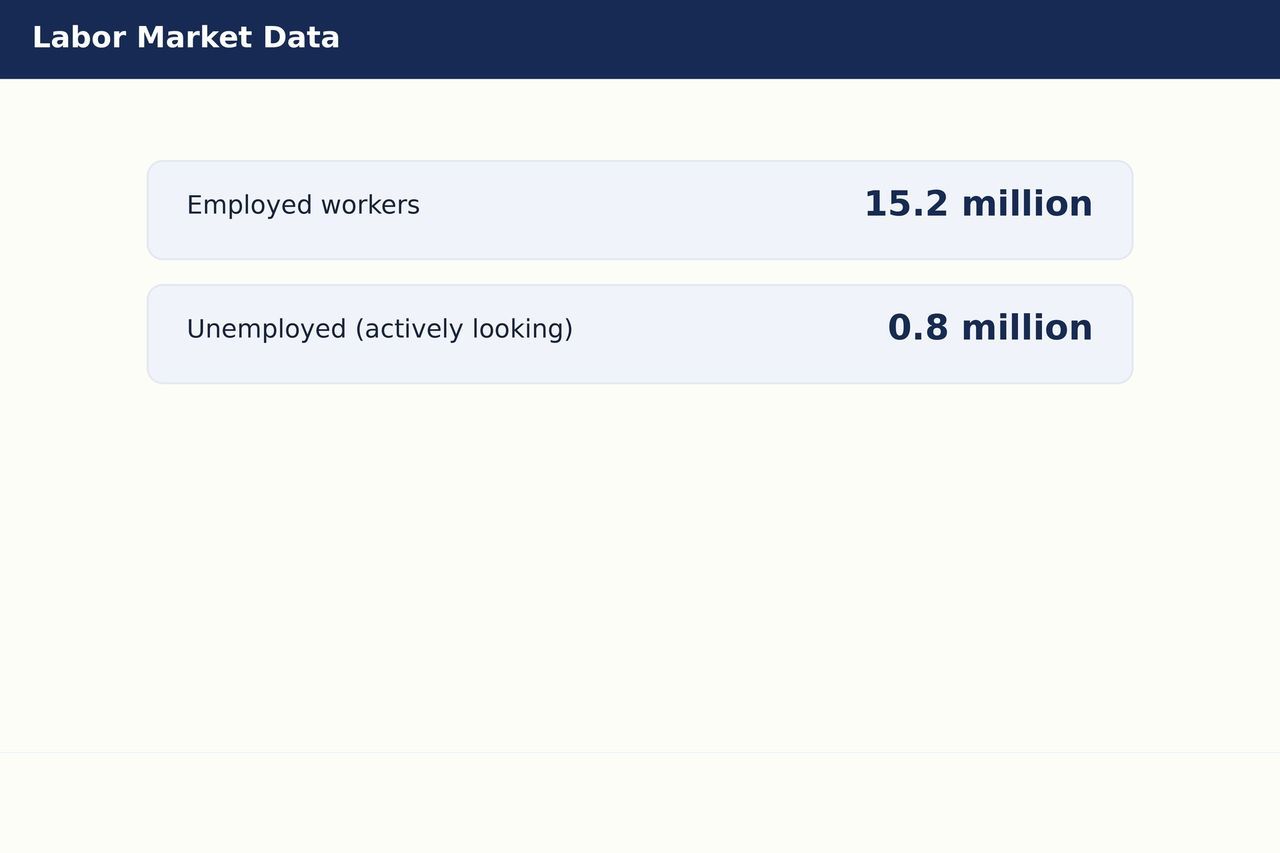 Labor Market Data
Employed workers 15.2 million
Unemployed (actively looking) 0.8 million